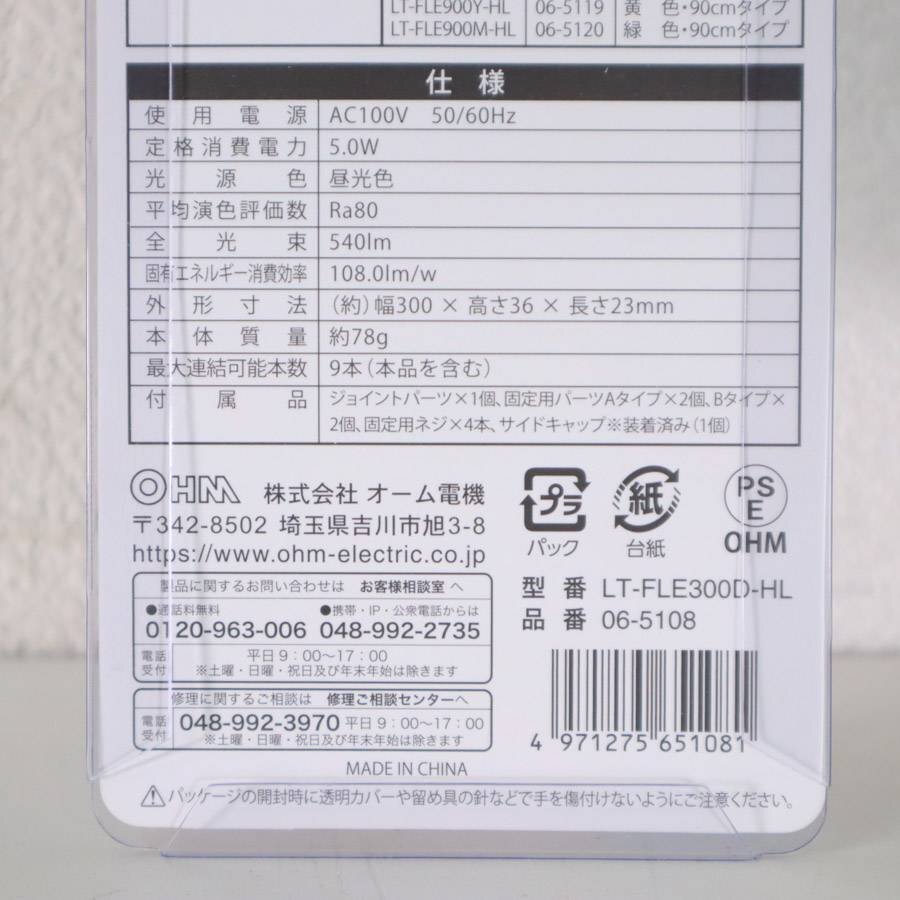 LT-FLE900Y-HL 06-5119 黄 色・90cmタイプ
LT-FLE900M-HL 06-5120 緑 色・90cmタイプ
仕様
使用電源 AC100V 50/60Hz
定格消費電力 5.0W
光源色 昼光色
平均演色評価数 Ra80
全光束 540lm
固有エネルギー消費効率 108.0lm/w
外形寸法 (約)幅300 × 高さ36 × 長さ23mm
本体質量 約78g
最大連結可能本数 9本(本品を含む)
付属品 ジョイントパーツ×1個、固定用パーツAタイプ×2個、Bタイプ×
2個、固定用ネジ×4本、サイドキャップ※装着済み(1個)
OHM 株式会社 オーム電機
〒342-8502 埼玉県吉川市旭3-8
https://www.ohm-electric.co.jp
プラ
パック
紙
台紙
PS
E
OHM
製品に関するお問い合わせは お客様相談室 へ
●通話料無料 ●携帯・IP・公衆電話からは
0120-963-006 048-992-2735
電話受付 平日 9:00〜17:00
※土曜・日曜・祝日及び年末年始は除きます
修理に関するご相談は 修理ご相談センターへ
電話受付 048-992-3970 平日 9:00〜17:00
※土曜・日曜・祝日及び年末年始は除きます
型番 LT-FLE300D-HL
品番 06-5108
4 971275 651081
MADE IN CHINA
⚠パッケージの開封時に透明カバーや留め具の針などで手を傷付けないようにご注意ください。